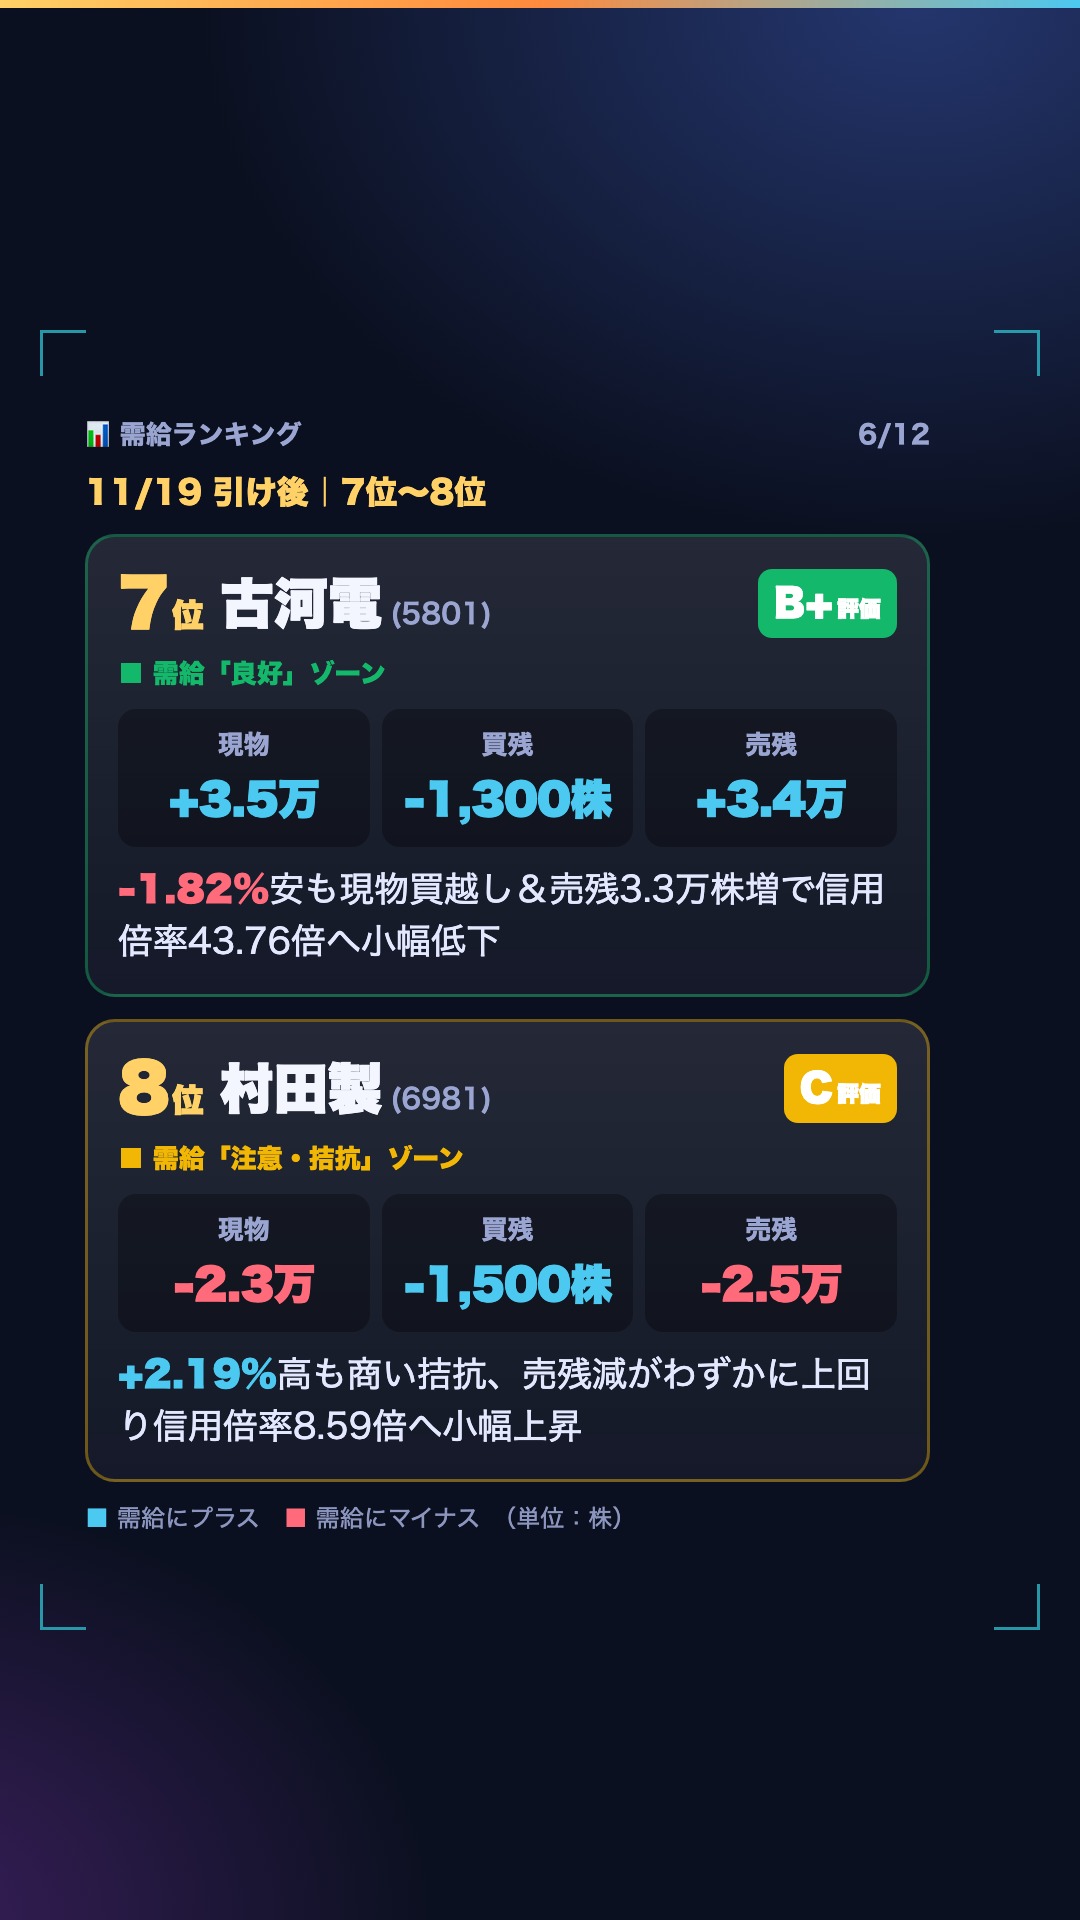 📊 需給ランキング 6/12
11/19 引け後｜7位〜8位
7位 古河電 (5801) B+評価
■ 需給「良好」ゾーン
現物 買残 売残
+3.5万 -1,300株 +3.4万
-1.82%安も現物買越し＆売残3.3万株増で信用
倍率43.76倍へ小幅低下
8位 村田製 (6981) C評価
■ 需給「注意・拮抗」ゾーン
現物 買残 売残
-2.3万 -1,500株 -2.5万
+2.19%高も商い拮抗、売残減がわずかに上回
り信用倍率8.59倍へ小幅上昇
■ 需給にプラス ■ 需給にマイナス （単位：株）